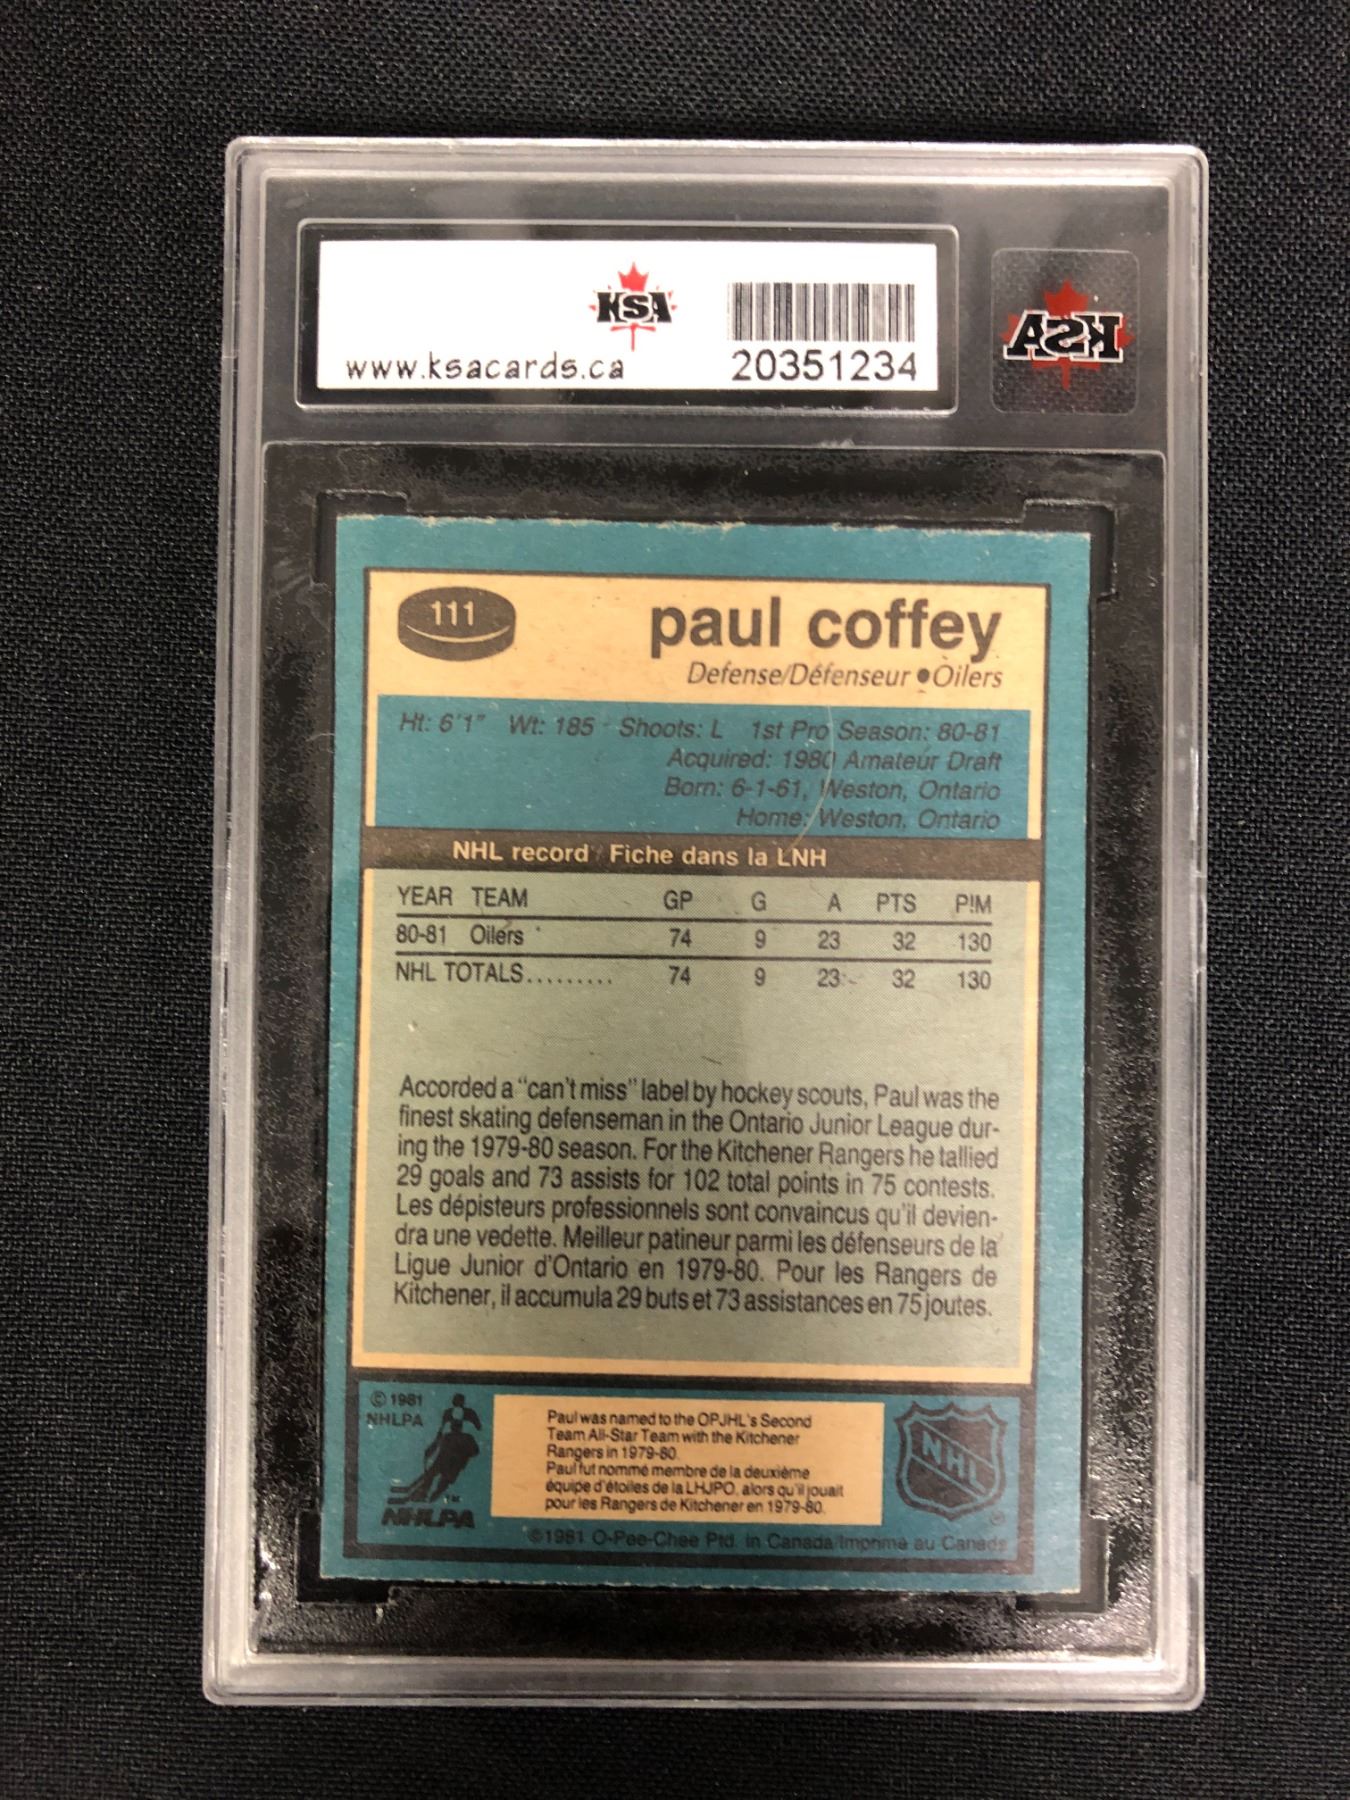 KSA
www.ksacards.ca
20351234
KSA
111
paul coffey
Defense/Défenseur • Oilers
Ht: 6'1" Wt: 185 Shoots: L 1st Pro Season: 80-81
Acquired: 1980 Amateur Draft
Born: 6-1-61, Weston, Ontario
Home: Weston, Ontario
NHL record Fiche dans la LNH
YEAR TEAM GP G A PTS PIM
80-81 Oilers 74 9 23 32 130
NHL TOTALS......... 74 9 23 32 130
Accorded a "can't miss" label by hockey scouts, Paul was the
finest skating defenseman in the Ontario Junior League dur-
ing the 1979-80 season. For the Kitchener Rangers he tallied
29 goals and 73 assists for 102 total points in 75 contests.
Les dépisteurs professionnels sont convaincus qu'il devien-
dra une vedette. Meilleur patineur parmi les défenseurs de la
Ligue Junior d'Ontario en 1979-80. Pour les Rangers de
Kitchener, il accumula 29 buts et 73 assistances en 75 joutes.
© 1981
NHLPA
NHLPA
TM
Paul was named to the OPJHL's Second
Team All-Star Team with the Kitchener
Rangers in 1979-80.
Paul fut nommé membre de la deuxième
équipe d'étoiles de la LHJPO, alors qu'il jouait
pour les Rangers de Kitchener en 1979-80.
NHL
©1981 O-Pee-Chee Ptd. in Canada/Imprimé au Canada